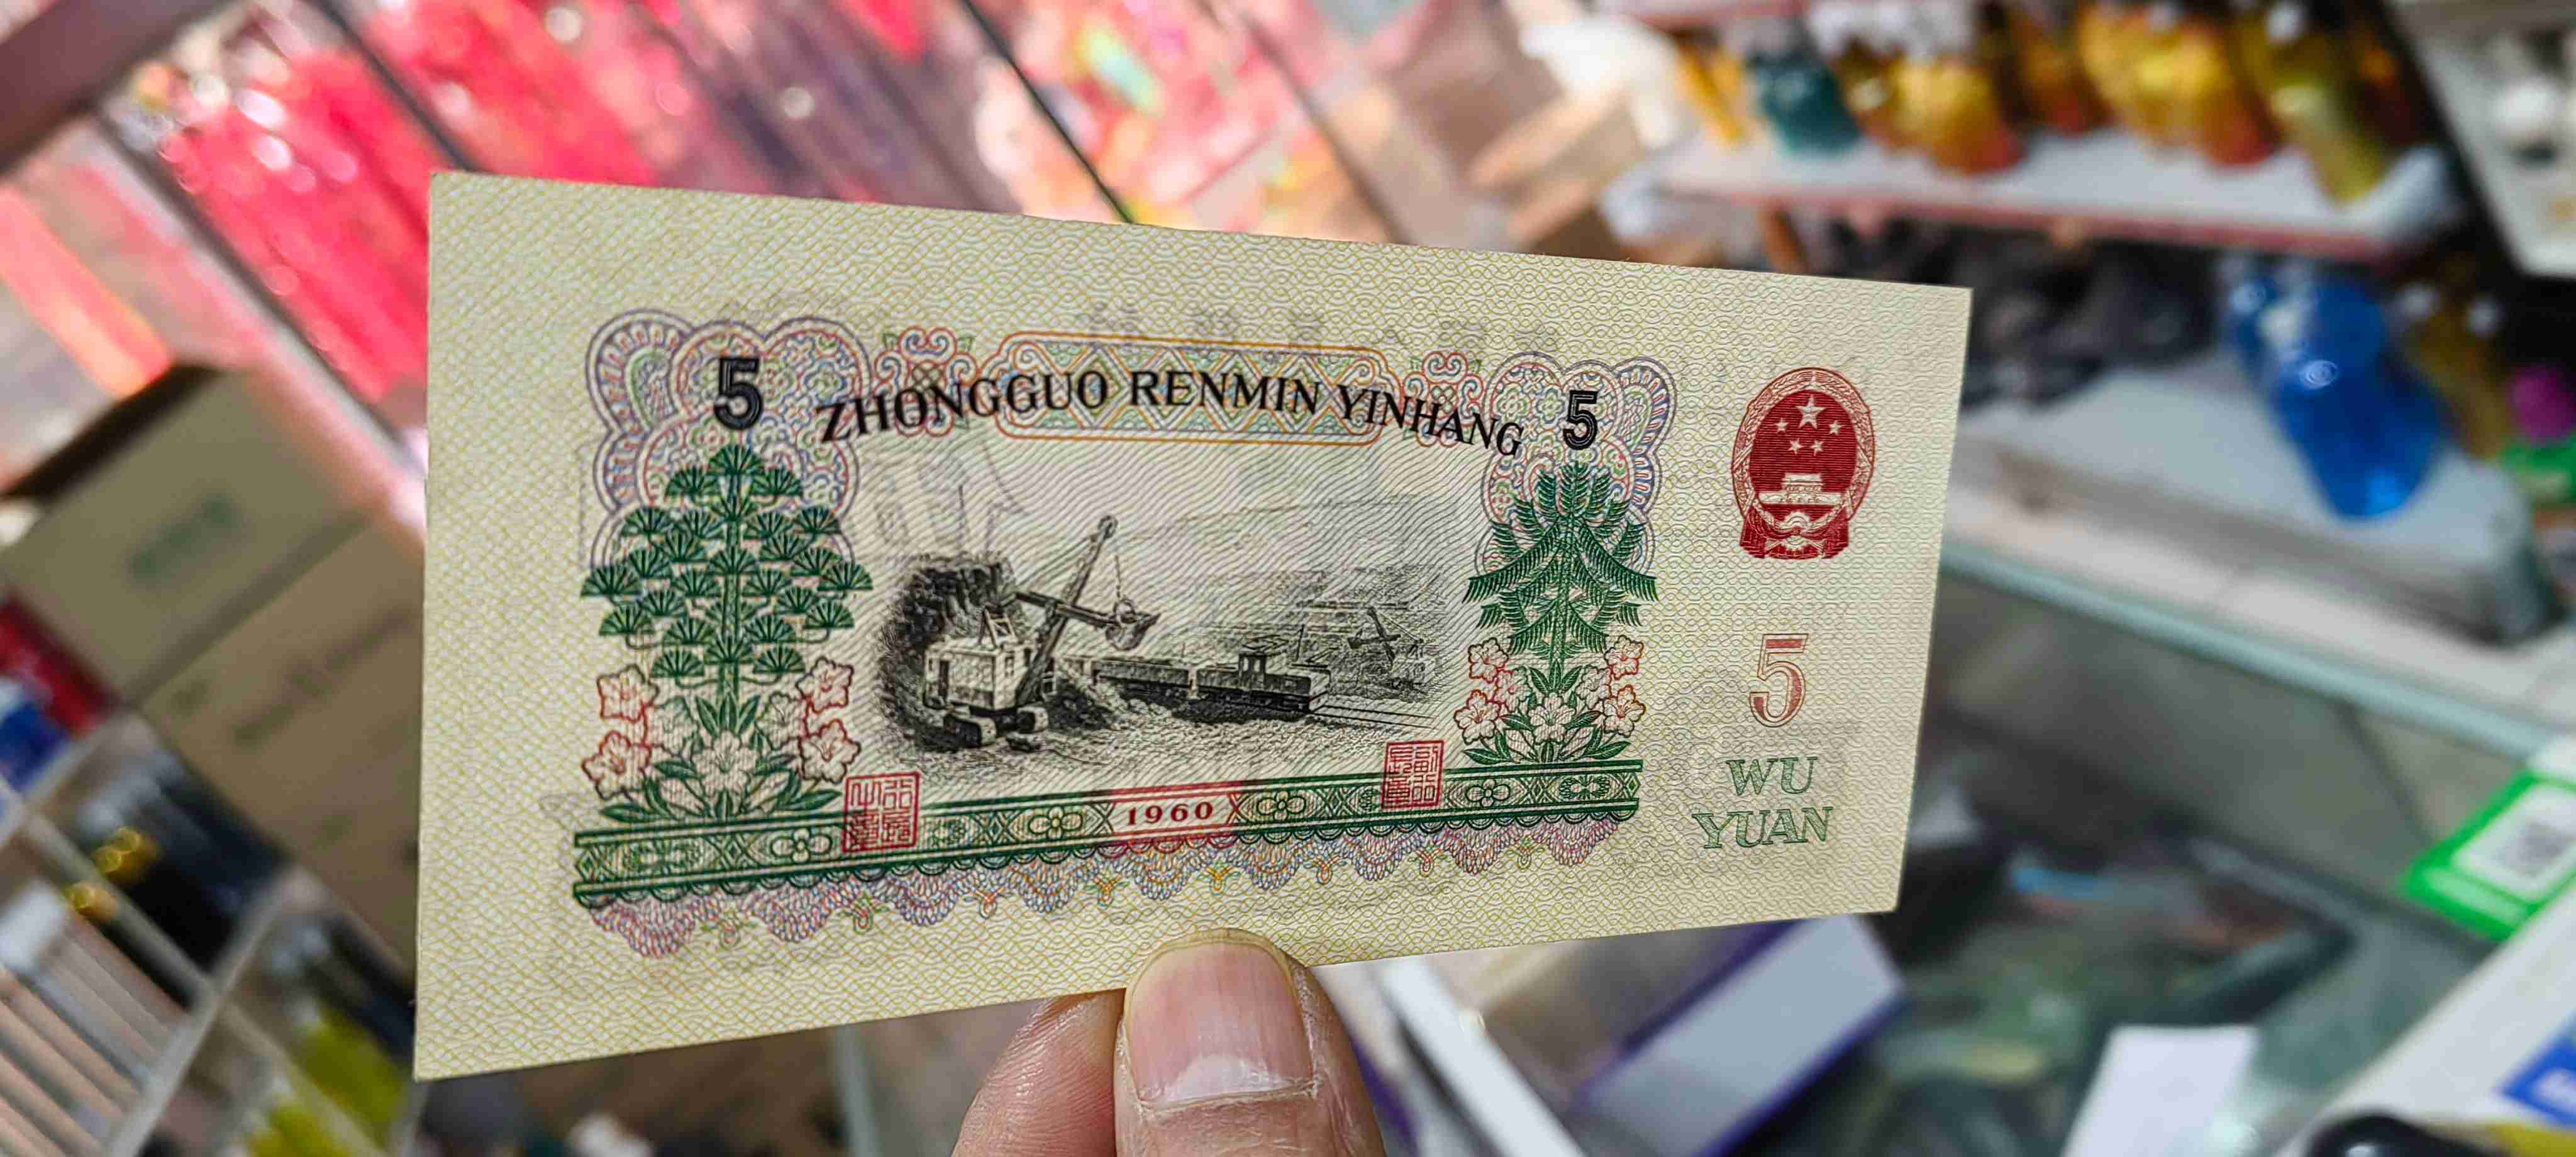 5 ZHONGGUO RENMIN YINHANG 5
5
WU
YUAN
1960